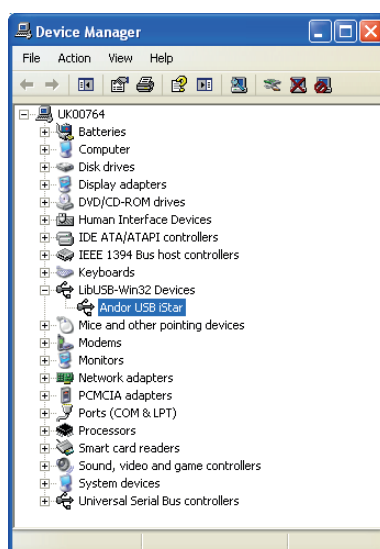 Device Manager
File Action View Help
UK00764
Batteries
Computer
Disk drives
Display adapters
DVD/CD-ROM drives
Human Interface Devices
IDE ATA/ATAPI controllers
IEEE 1394 Bus host controllers
Keyboards
LibUSB-Win32 Devices
Andor USB iStar
Mice and other pointing devices
Modems
Monitors
Network adapters
PCMCIA adapters
Ports (COM & LPT)
Processors
Smart card readers
Sound, video and game controllers
System devices
Universal Serial Bus controllers